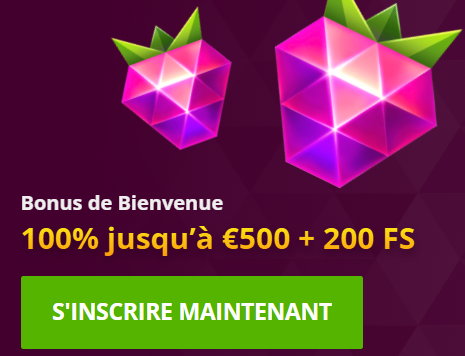 Bonus de Bienvenue
100% jusqu’à €500 + 200 FS
S'INSCRIRE MAINTENANT